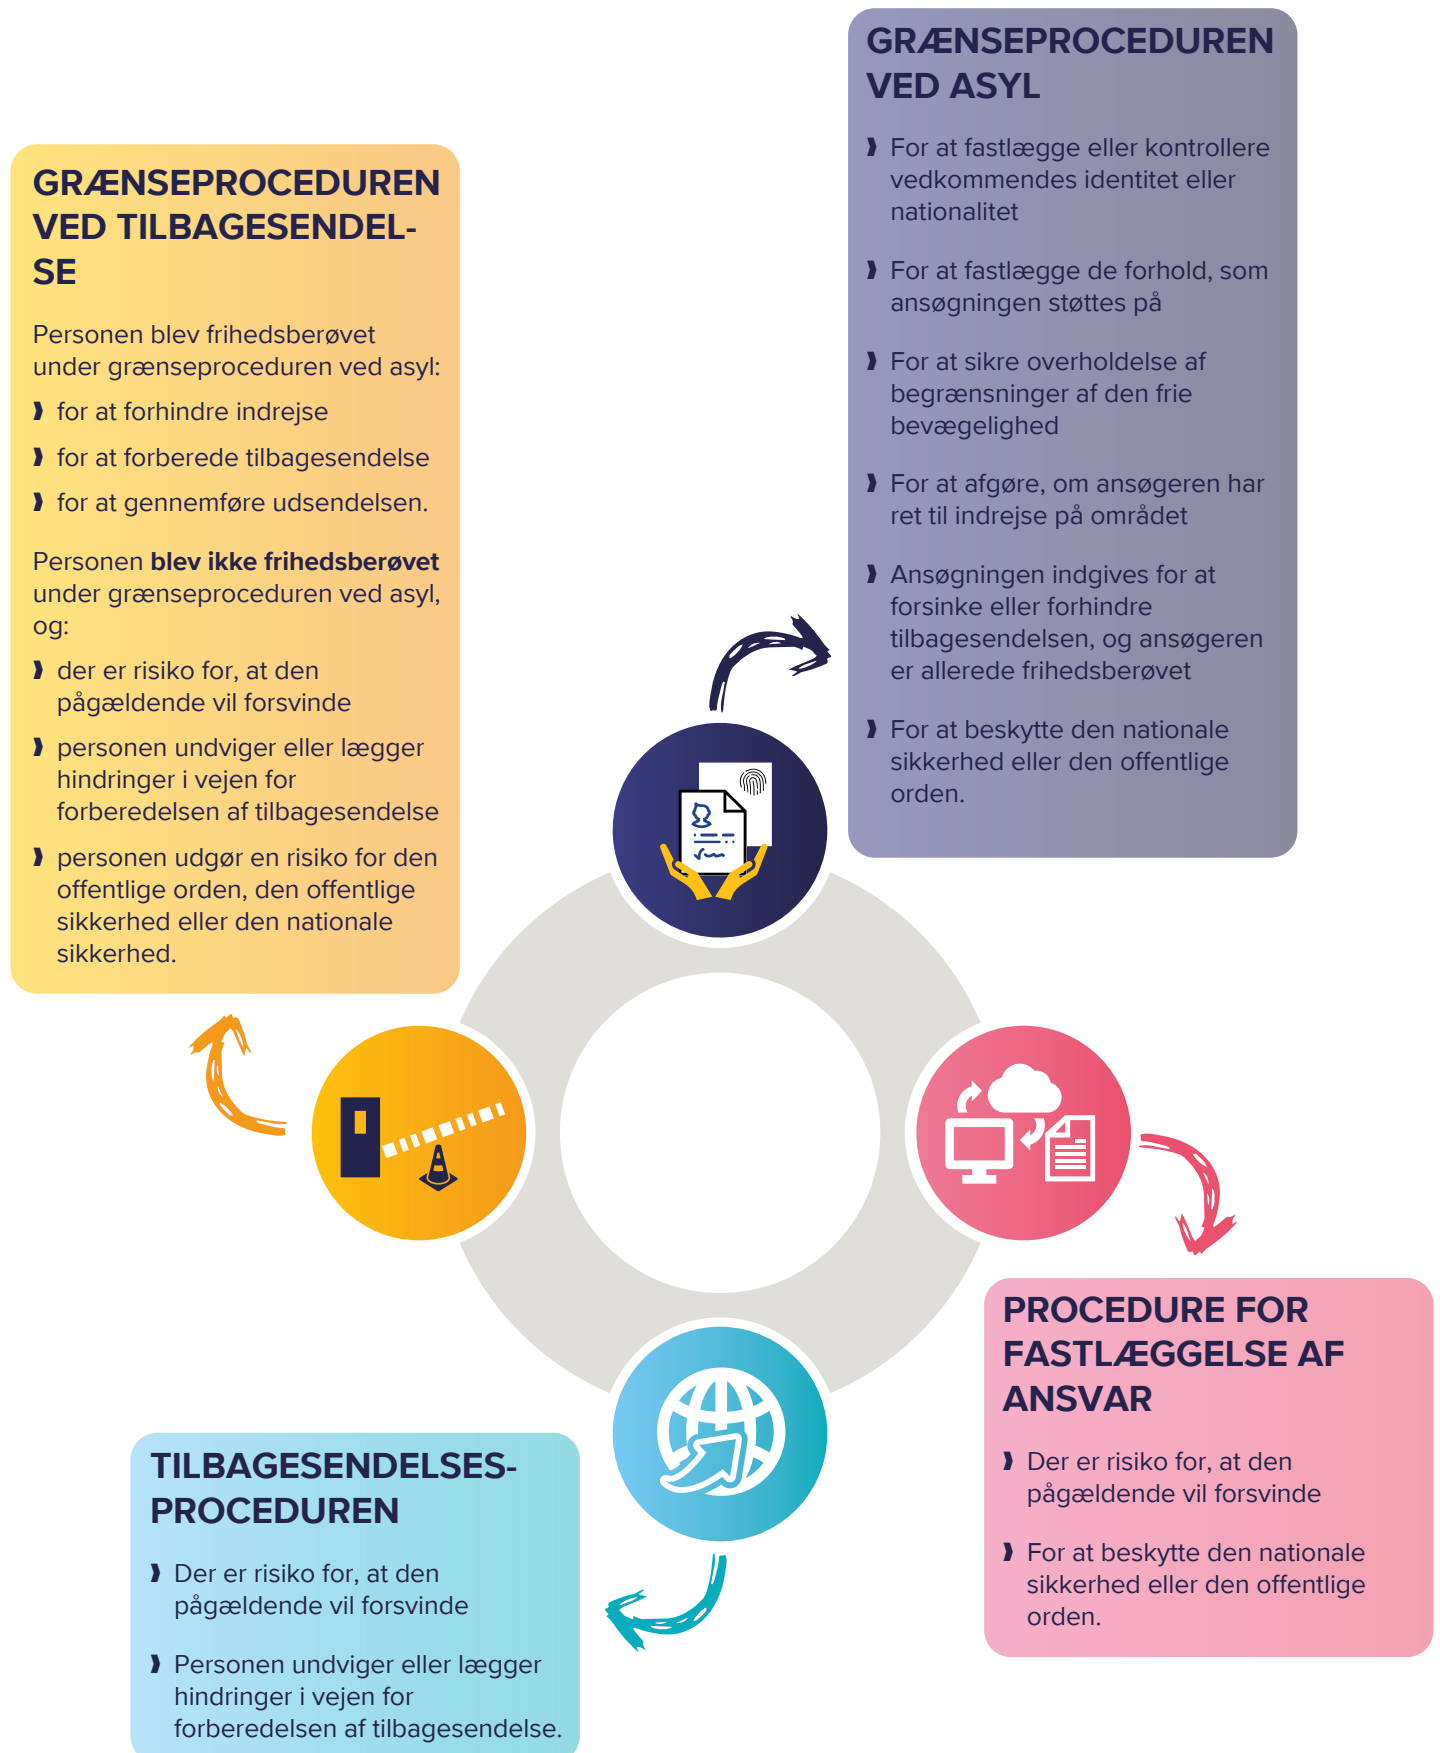 GRÆNSEPROCEDUREN
VED TILBAGESENDEL-
SE
Personen blev frihedsberøvet
under grænseproceduren ved asyl:
❱ for at forhindre indrejse
❱ for at forberede tilbagesendelse
❱ for at gennemføre udsendelsen.
Personen blev ikke frihedsberøvet
under grænseproceduren ved asyl,
og:
❱ der er risiko for, at den
pågældende vil forsvinde
❱ personen undviger eller lægger
hindringer i vejen for
forberedelsen af tilbagesendelse
❱ personen udgør en risiko for den
offentlige orden, den offentlige
sikkerhed eller den nationale
sikkerhed.
GRÆNSEPROCEDUREN
VED ASYL
❱ For at fastlægge eller kontrollere
vedkommendes identitet eller
nationalitet
❱ For at fastlægge de forhold, som
ansøgningen støttes på
❱ For at sikre overholdelse af
begrænsninger af den frie
bevægelighed
❱ For at afgøre, om ansøgeren har
ret til indrejse på området
❱ Ansøgningen indgives for at
forsinke eller forhindre
tilbagesendelsen, og ansøgeren
er allerede frihedsberøvet
❱ For at beskytte den nationale
sikkerhed eller den offentlige
orden.
PROCEDURE FOR
FASTLÆGGELSE AF
ANSVAR
❱ Der er risiko for, at den
pågældende vil forsvinde
❱ For at beskytte den nationale
sikkerhed eller den offentlige
orden.
TILBAGESENDELSES-
PROCEDUREN
❱ Der er risiko for, at den
pågældende vil forsvinde
❱ Personen undviger eller lægger
hindringer i vejen for
forberedelsen af tilbagesendelse.